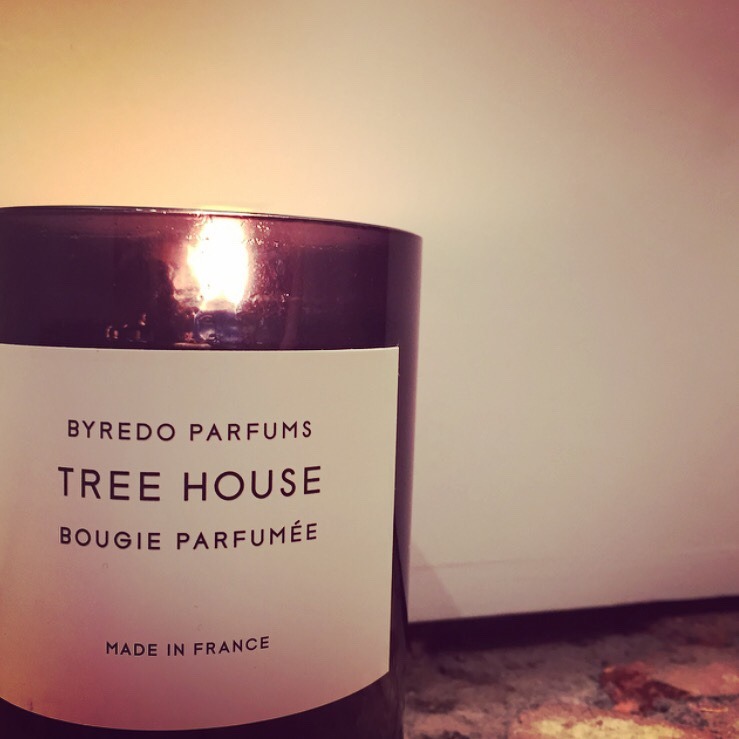 BYREDO PARFUMS
TREE HOUSE
BOUGIE PARFUMÉE
MADE IN FRANCE